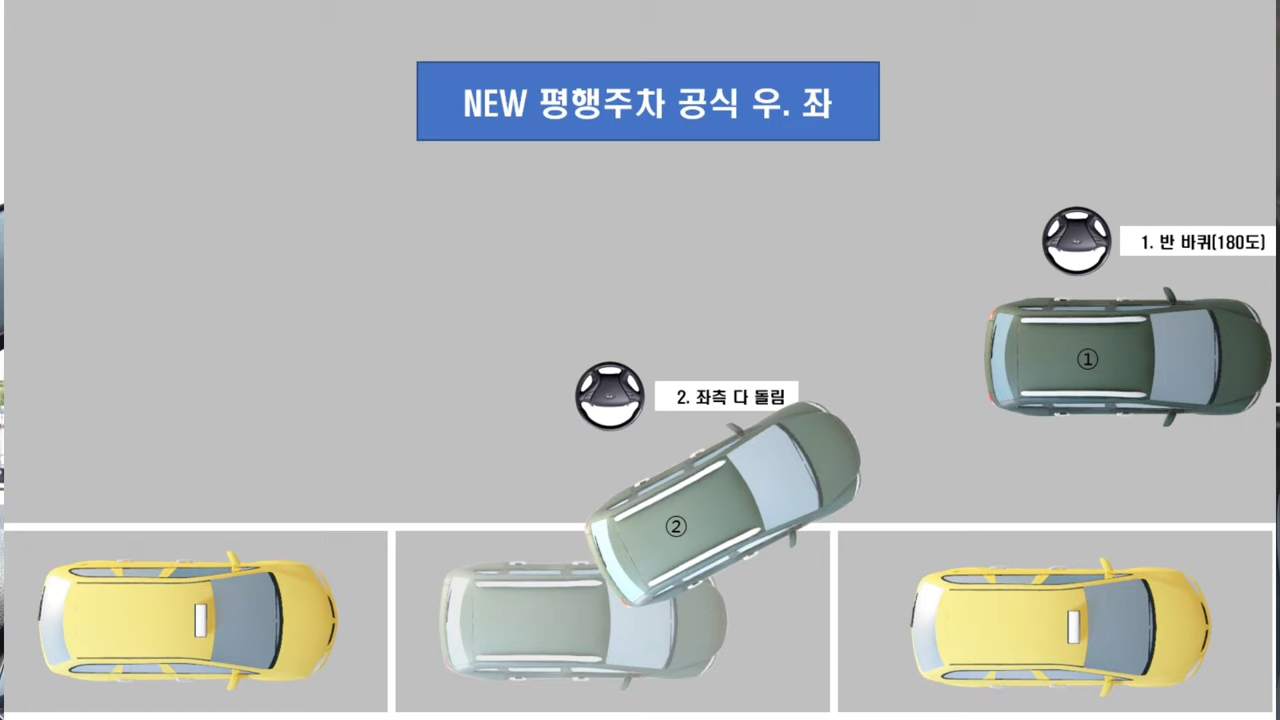 NEW 평행주차 공식 우. 좌
1. 반 바퀴(180도)
①
2. 좌측 다 돌림
②